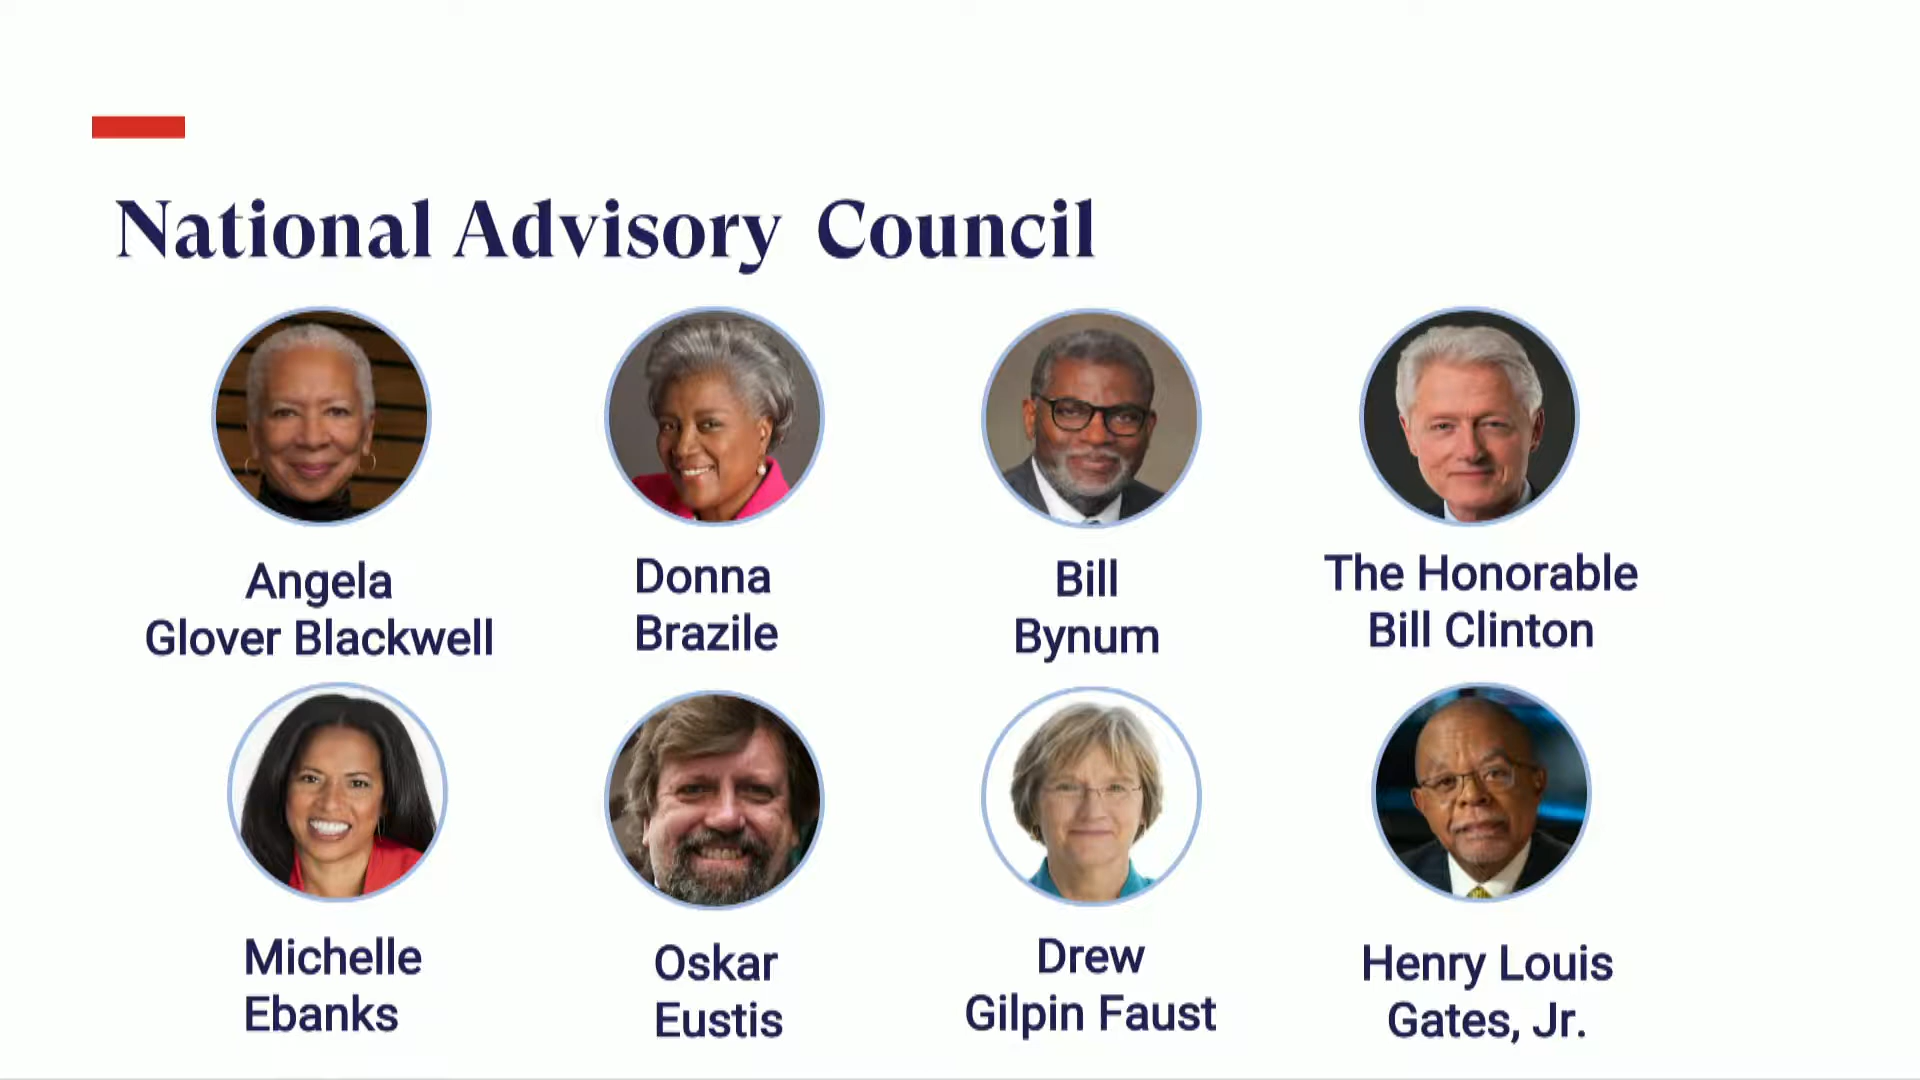 National Advisory Council
Angela
Glover Blackwell
Donna
Brazile
Bill
Bynum
The Honorable
Bill Clinton
Michelle
Ebanks
Oskar
Eustis
Drew
Gilpin Faust
Henry Louis
Gates, Jr.